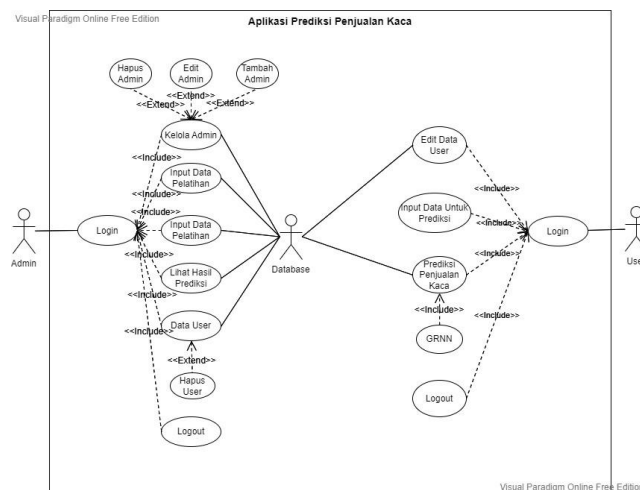 Visual Paradigm Online Free Edition
Aplikasi Prediksi Penjualan Kaca
Hapus
Admin
Edit
Admin
Tambah
Admin
<<Extend>>
<<Extend>>
<<Extend>>
Kelola Admin
<<Include>>
Input Data
Pelatihan
<<Include>>
<<Include>>
Input Data
Pelatihan
<<Include>>
Lihat Hasil
Prediksi
<<Include>>
Data User
<<Include>>
<<Extend>>
Hapus
User
Logout
Login
Admin
Database
Edit Data
User
<<Include>>
Input Data Untuk
Prediksi
<<Include>>
Prediksi
Penjualan
Kaca
<<Include>>
<<Include>>
GRNN
<<Include>>
Logout
Login
Use
Visual Paradigm Online Free Edition